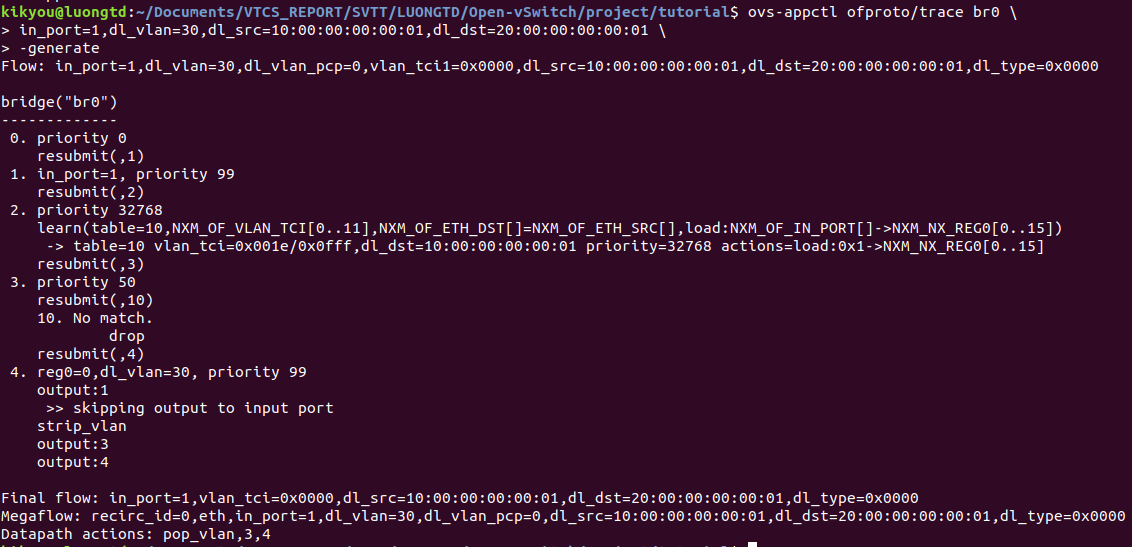 kikyou@luongtd:~/Documents/VTCS_REPORT/SVTT/LUONGTD/Open-vSwitch/project/tutorial$ ovs-appctl ofproto/trace br0 \
> in_port=1,dl_vlan=30,dl_src=10:00:00:00:00:01,dl_dst=20:00:00:00:00:01 \
> -generate
Flow: in_port=1,dl_vlan=30,dl_vlan_pcp=0,vlan_tci1=0x0000,dl_src=10:00:00:00:00:01,dl_dst=20:00:00:00:00:01,dl_type=0x0000
bridge("br0")
-------------
0. priority 0
resubmit(,1)
1. in_port=1, priority 99
resubmit(,2)
2. priority 32768
learn(table=10,NXM_OF_VLAN_TCI[0..11],NXM_OF_ETH_DST[]=NXM_OF_ETH_SRC[],load:NXM_OF_IN_PORT[]->NXM_NX_REG0[0..15])
-> table=10 vlan_tci=0x001e/0x0fff,dl_dst=10:00:00:00:00:01 priority=32768 actions=load:0x1->NXM_NX_REG0[0..15]
resubmit(,3)
3. priority 50
resubmit(,10)
10. No match.
drop
resubmit(,4)
4. reg0=0,dl_vlan=30, priority 99
output:1
>> skipping output to input port
strip_vlan
output:3
output:4
Final flow: in_port=1,vlan_tci=0x0000,dl_src=10:00:00:00:00:01,dl_dst=20:00:00:00:00:01,dl_type=0x0000
Megaflow: recirc_id=0,eth,in_port=1,dl_vlan=30,dl_vlan_pcp=0,dl_src=10:00:00:00:00:01,dl_dst=20:00:00:00:00:01,dl_type=0x0000
Datapath actions: pop_vlan,3,4